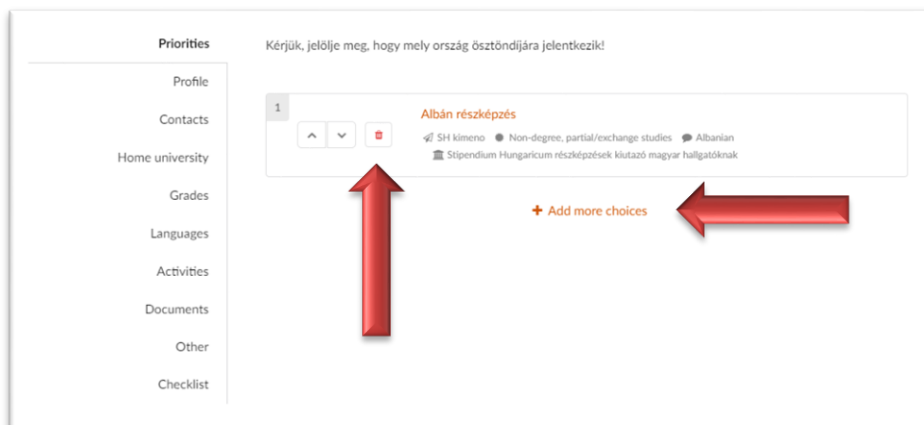 Priorities
Profile
Contacts
Home university
Grades
Languages
Activities
Documents
Other
Checklist
Kérjük, jelölje meg, hogy mely ország ösztöndíjára jelentkezik!
1
Albán részképzés
SH kimeno Non-degree, partial/exchange studies Albanian
Stipendium Hungaricum részképzések kiutazó magyar hallgatóknak
+ Add more choices